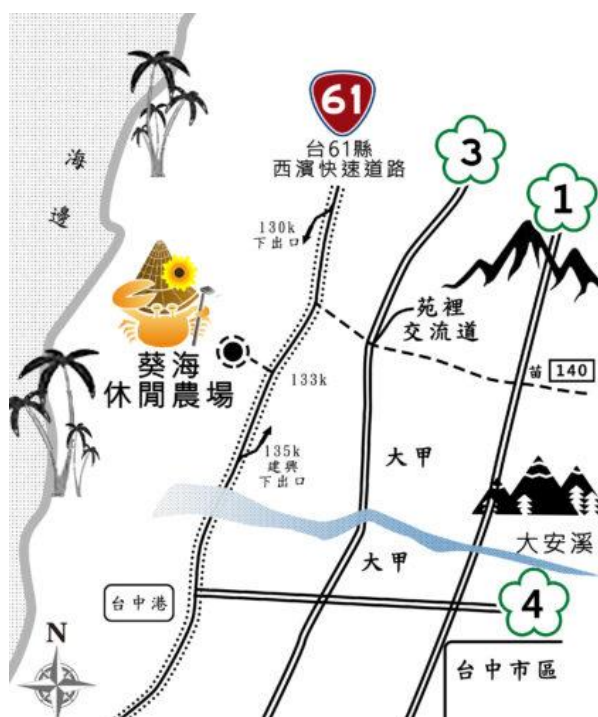 61
台61縣
西濱快速道路
3
1
海
邊
130k
下出口
苑裡
交流道
葵海
休閒農場
133k
苗 140
135k
建興
下出口
大甲
大安溪
大甲
台中港
4
N
台中市區